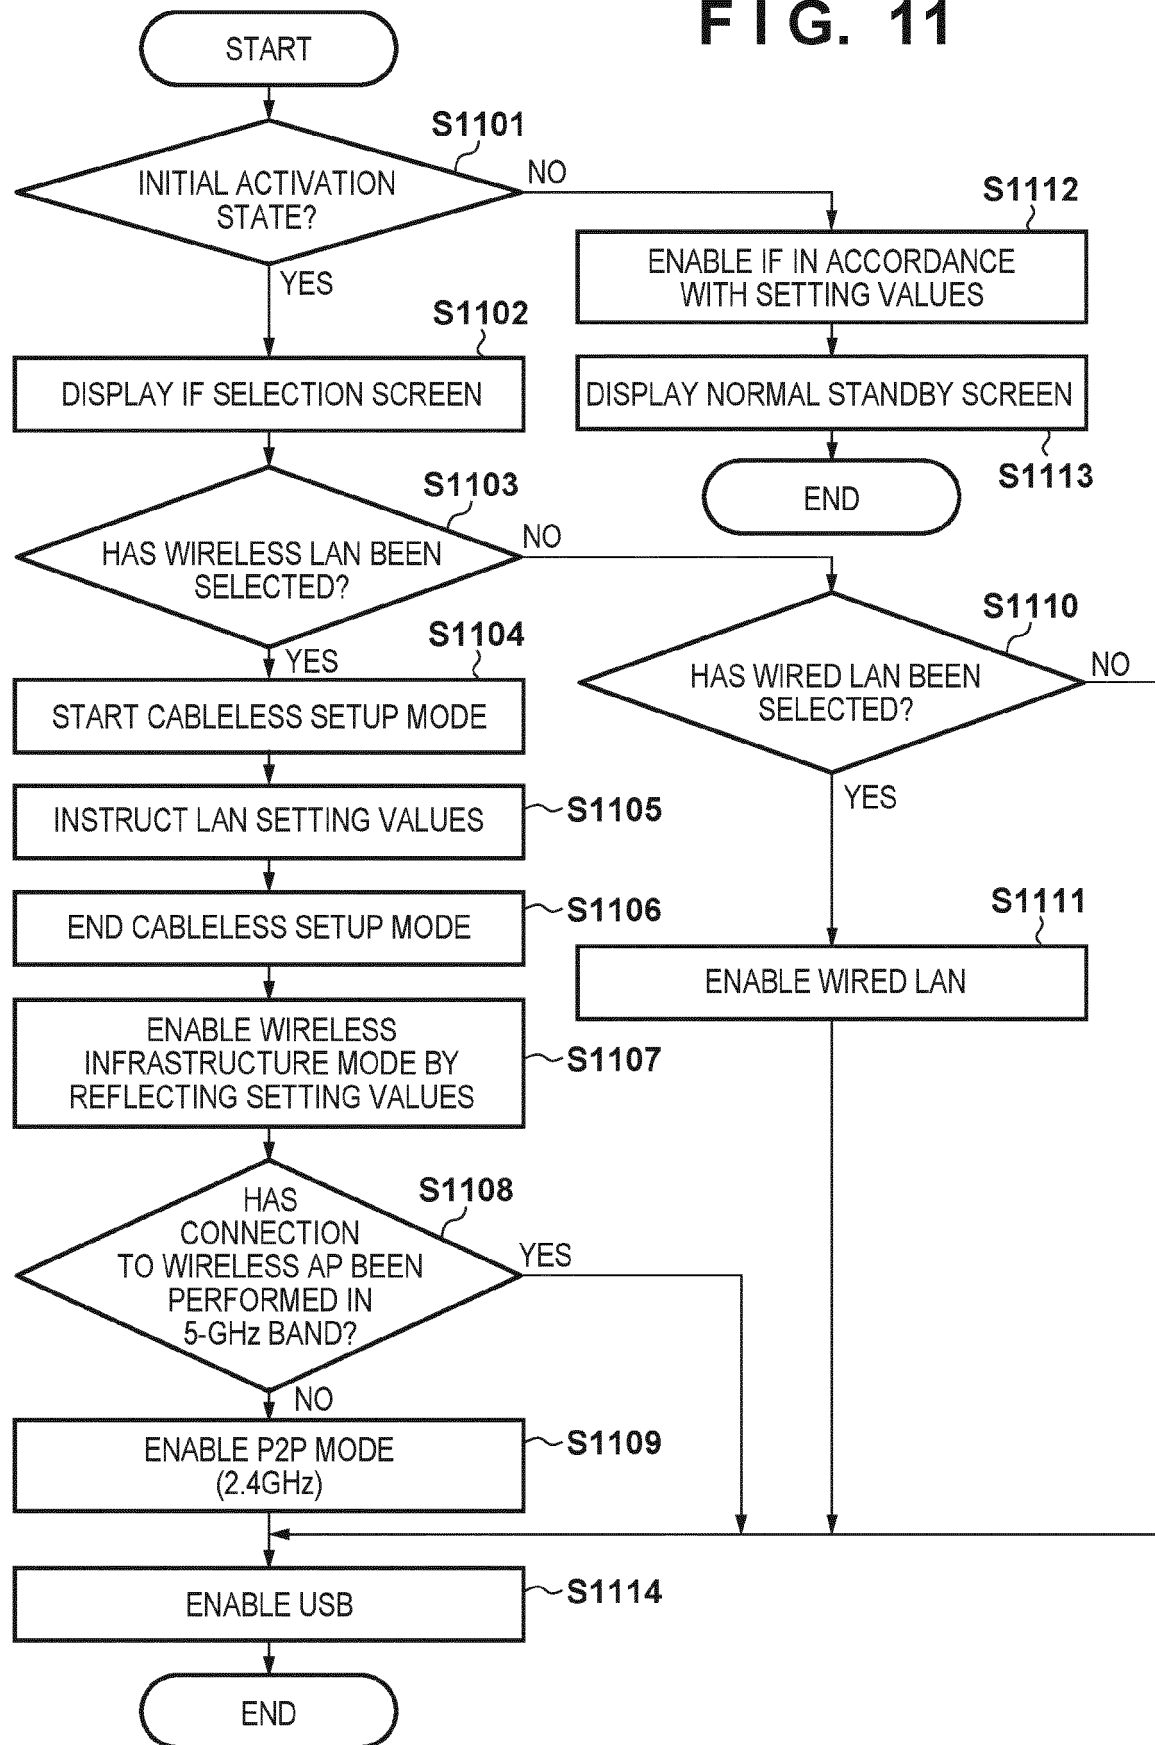 FIG. 11
START
S1101
INITIAL ACTIVATION
STATE?
NO
YES
S1112
ENABLE IF IN ACCORDANCE
WITH SETTING VALUES
S1102
DISPLAY IF SELECTION SCREEN
DISPLAY NORMAL STANDBY SCREEN
S1113
END
S1103
HAS WIRELESS LAN BEEN
SELECTED?
NO
YES
S1110
HAS WIRED LAN BEEN
SELECTED?
NO
YES
S1104
START CABLELESS SETUP MODE
INSTRUCT LAN SETTING VALUES
S1105
END CABLELESS SETUP MODE
S1106
S1111
ENABLE WIRED LAN
ENABLE WIRELESS
INFRASTRUCTURE MODE BY
REFLECTING SETTING VALUES
S1107
S1108
HAS
CONNECTION
TO WIRELESS AP BEEN
PERFORMED IN
5-GHz BAND?
YES
NO
ENABLE P2P MODE
(2.4GHz)
S1109
ENABLE USB
S1114
END